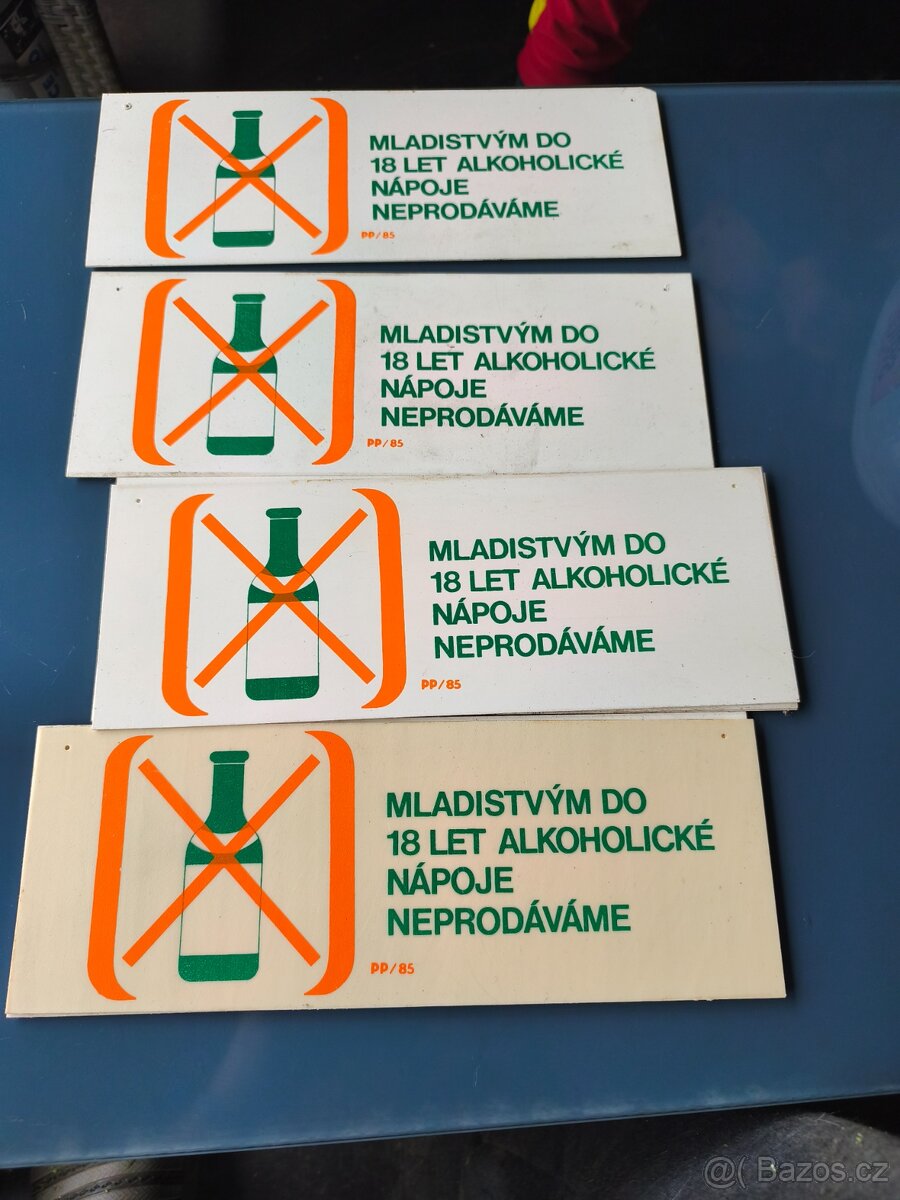 MLADISTVÝM DO
18 LET ALKOHOLICKÉ
NÁPOJE
NEPRODÁVÁME
PP/85
MLADISTVÝM DO
18 LET ALKOHOLICKÉ
NÁPOJE
NEPRODÁVÁME
PP/85
MLADISTVÝM DO
18 LET ALKOHOLICKÉ
NÁPOJE
NEPRODÁVÁME
PP/85
MLADISTVÝM DO
18 LET ALKOHOLICKÉ
NÁPOJE
NEPRODÁVÁME
PP/85
@( Bazos.cz